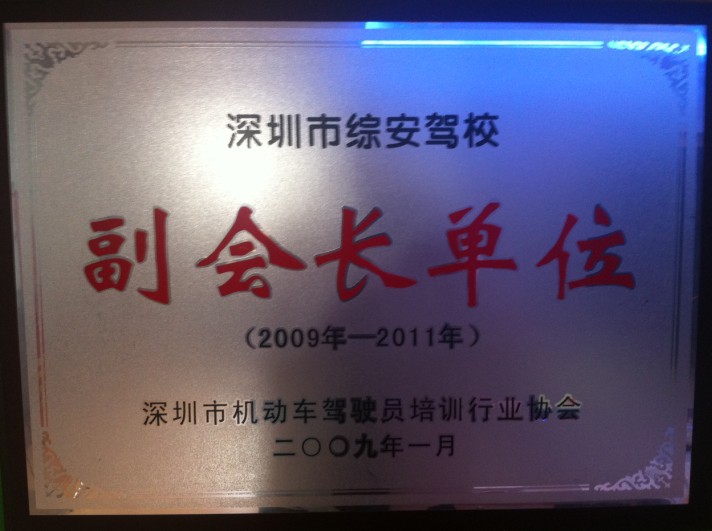 深圳市综安驾校
副会长单位
（2009年—2011年）
深圳市机动车驾驶员培训行业协会
二〇〇九年一月